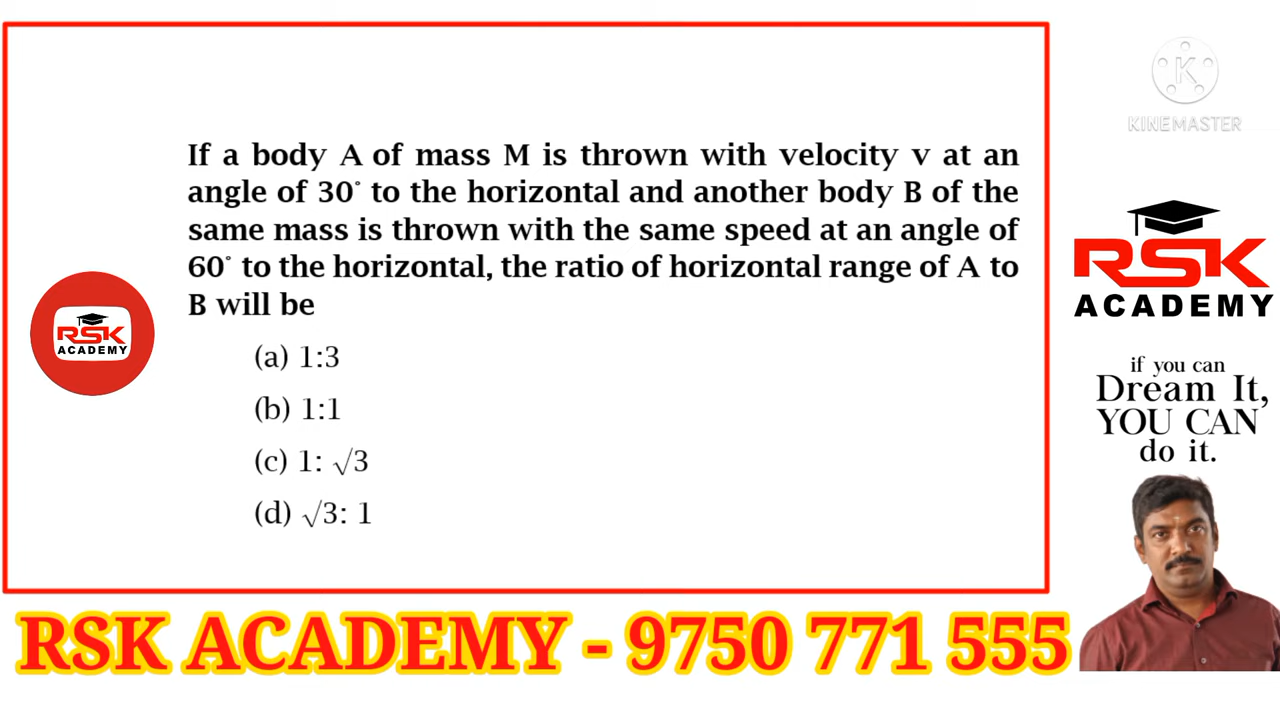 KINEMASTER
If a body A of mass M is thrown with velocity v at an
angle of 30° to the horizontal and another body B of the
same mass is thrown with the same speed at an angle of
60° to the horizontal, the ratio of horizontal range of A to
B will be
(a) 1:3
(b) 1:1
(c) 1: √3
(d) √3: 1
RSK
ACADEMY
RSK
ACADEMY
if you can
Dream It,
YOU CAN
do it.
RSK ACADEMY - 9750 771 555